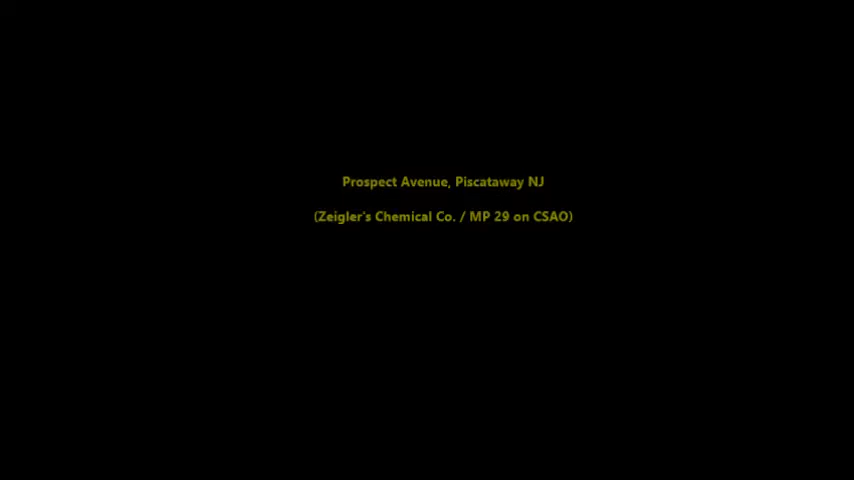 Prospect Avenue, Piscataway NJ
(Zeigler's Chemical Co. / MP 29 on CSAO)